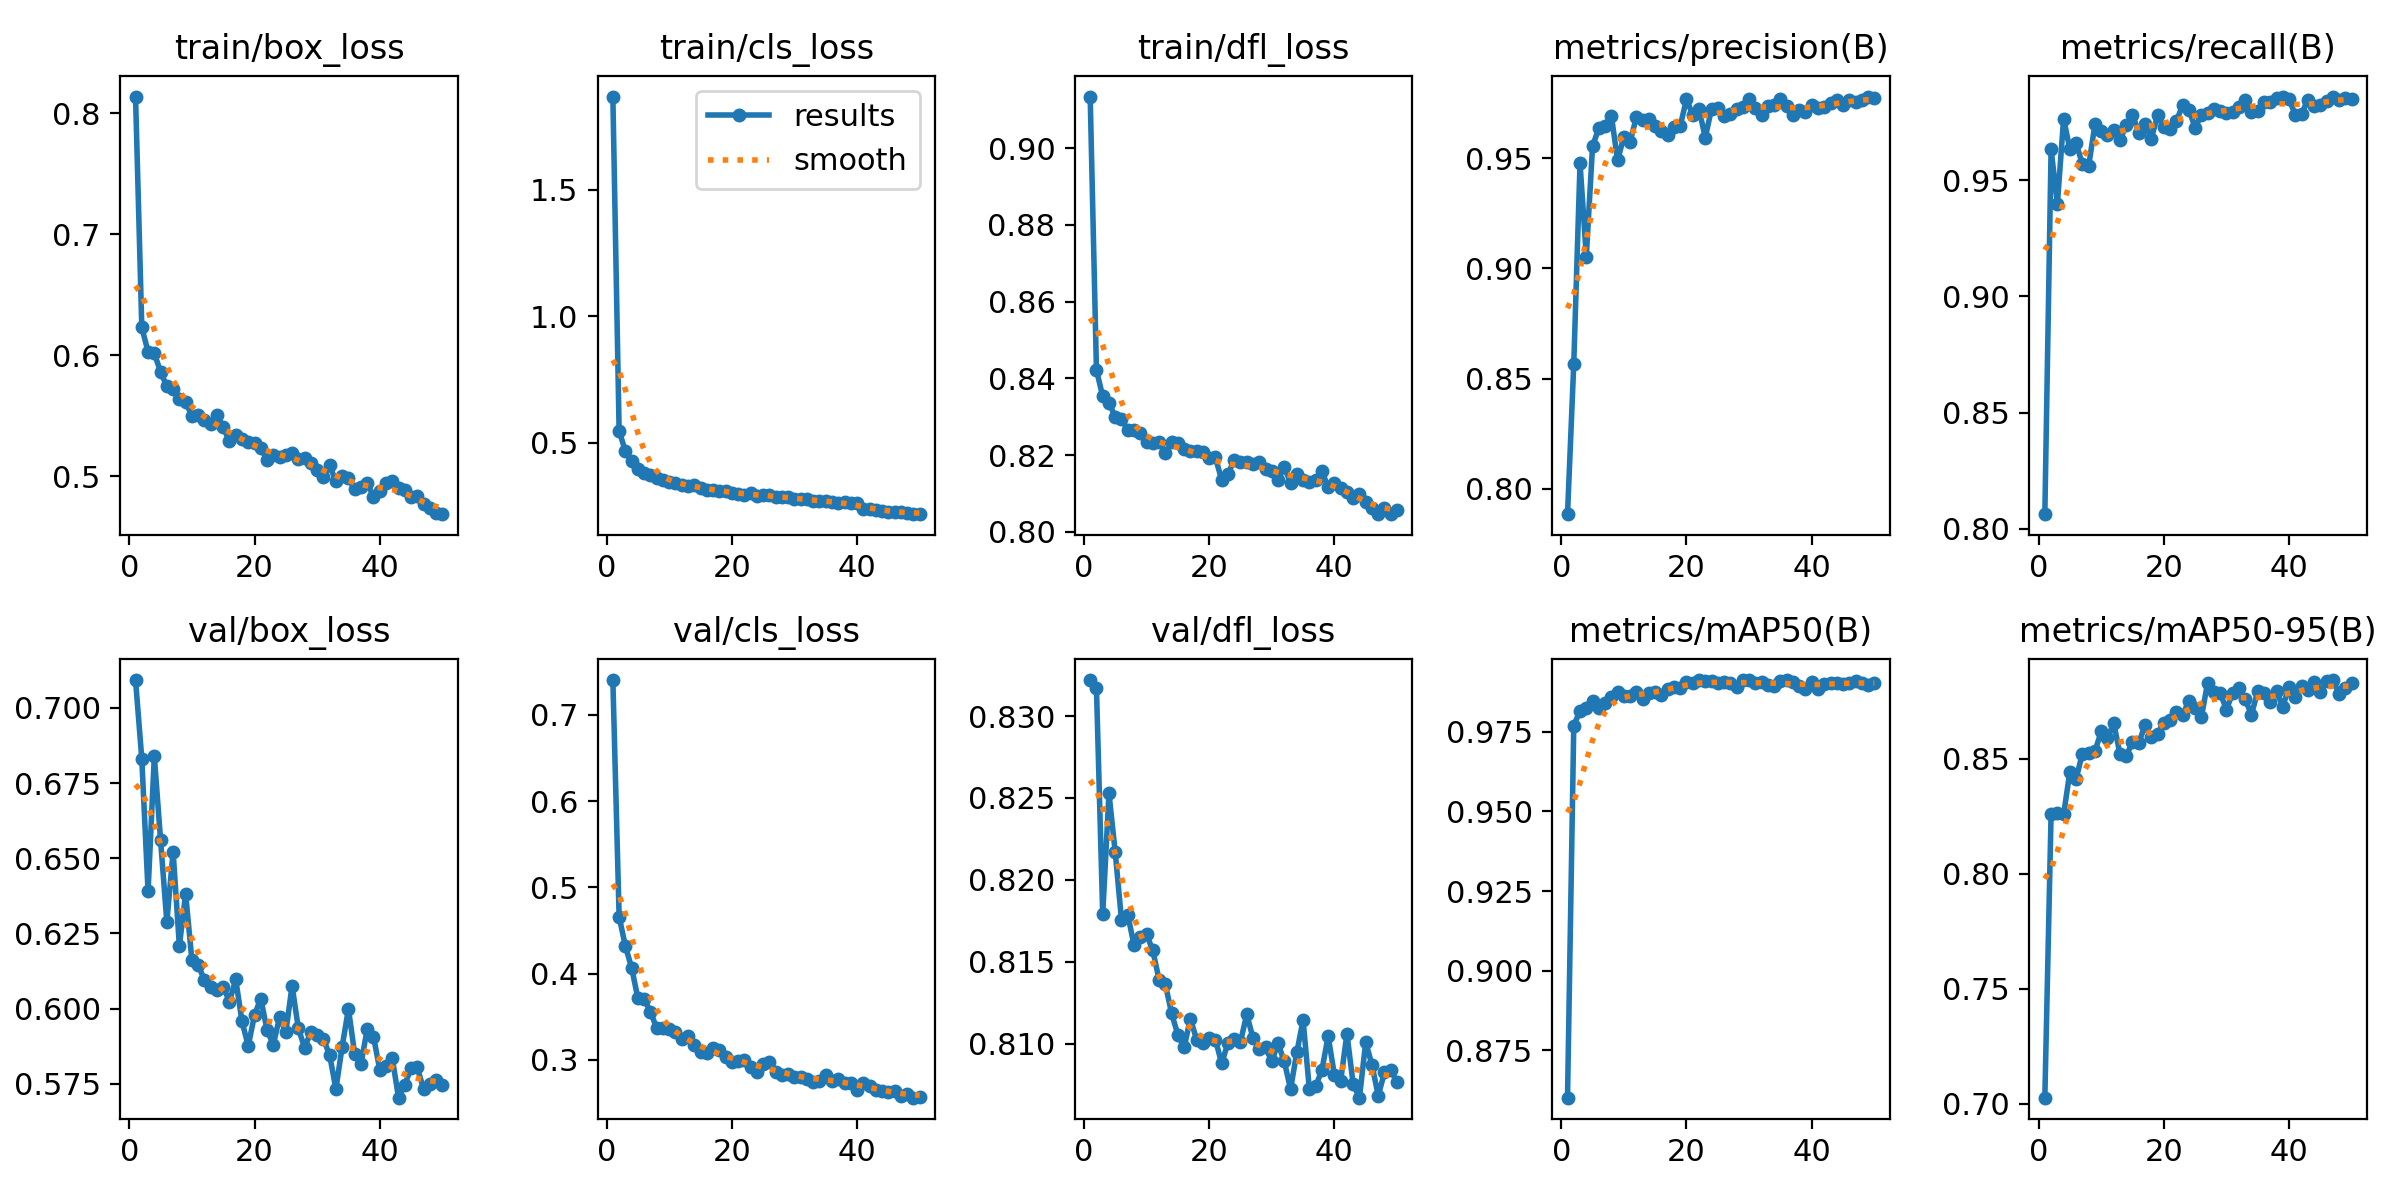 train/box_loss
0.8
0.7
0.6
0.5
0 20 40
train/cls_loss
results
smooth
1.5
1.0
0.5
0 20 40
train/dfl_loss
0.90
0.88
0.86
0.84
0.82
0.80
0 20 40
metrics/precision(B)
0.95
0.90
0.85
0.80
0 20 40
metrics/recall(B)
0.95
0.90
0.85
0.80
0 20 40
val/box_loss
0.700
0.675
0.650
0.625
0.600
0.575
0 20 40
val/cls_loss
0.7
0.6
0.5
0.4
0.3
0 20 40
val/dfl_loss
0.830
0.825
0.820
0.815
0.810
0 20 40
metrics/mAP50(B)
0.975
0.950
0.925
0.900
0.875
0 20 40
metrics/mAP50-95(B)
0.85
0.80
0.75
0.70
0 20 40